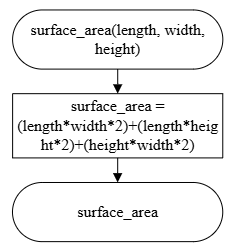 surface_area(length, width,
height)
surface_area =
(length*width*2)+(length*heig
ht*2)+(height*width*2)
surface_area